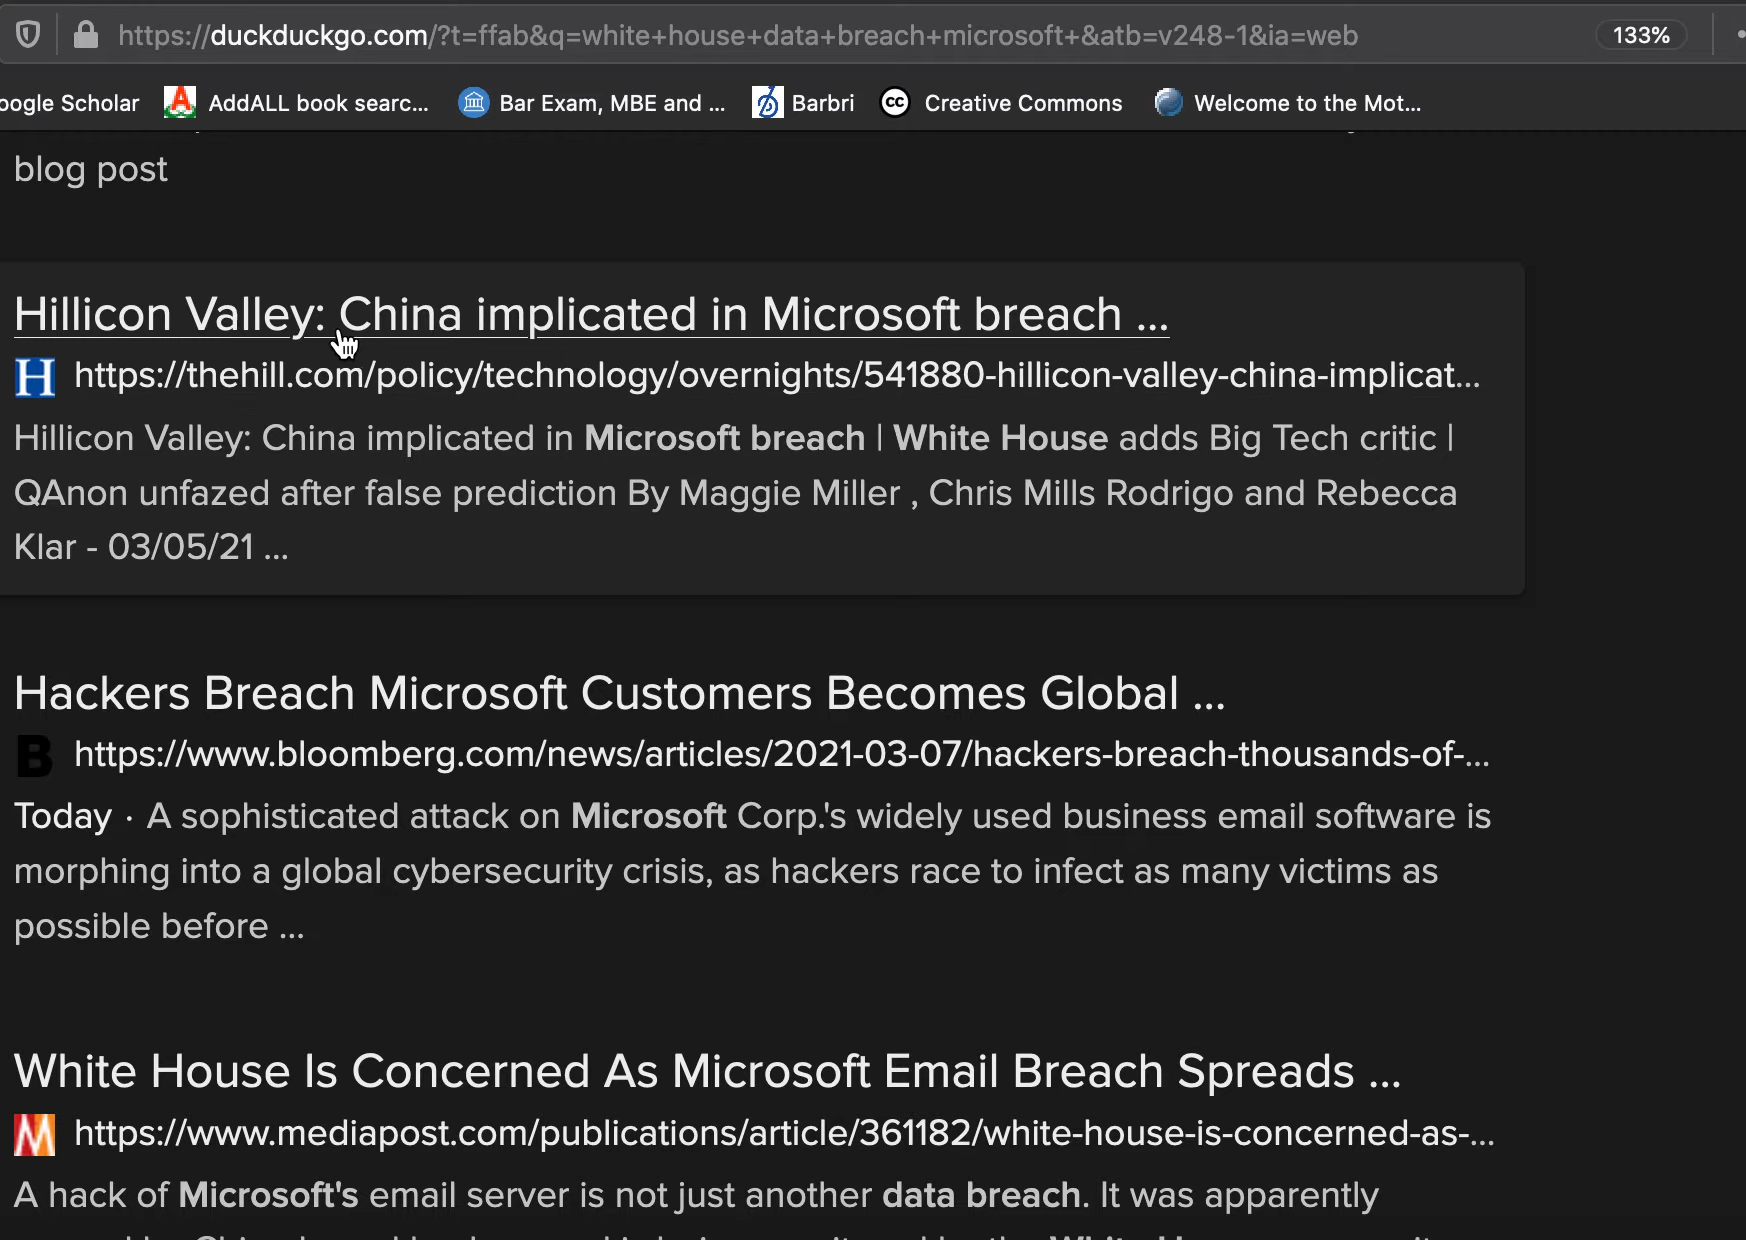 https://duckduckgo.com/?t=ffab&q=white+house+data+breach+microsoft+&atb=v248-1&ia=web
133%
oogle Scholar
AddALL book searc...
Bar Exam, MBE and ...
Barbri
Creative Commons
Welcome to the Mot...
blog post
Hillicon Valley: China implicated in Microsoft breach ...
H https://thehill.com/policy/technology/overnights/541880-hillicon-valley-china-implicat...
Hillicon Valley: China implicated in Microsoft breach | White House adds Big Tech critic |
QAnon unfazed after false prediction By Maggie Miller , Chris Mills Rodrigo and Rebecca
Klar - 03/05/21 ...
Hackers Breach Microsoft Customers Becomes Global ...
B https://www.bloomberg.com/news/articles/2021-03-07/hackers-breach-thousands-of-...
Today · A sophisticated attack on Microsoft Corp.'s widely used business email software is
morphing into a global cybersecurity crisis, as hackers race to infect as many victims as
possible before ...
White House Is Concerned As Microsoft Email Breach Spreads ...
M https://www.mediapost.com/publications/article/361182/white-house-is-concerned-as-...
A hack of Microsoft's email server is not just another data breach. It was apparently